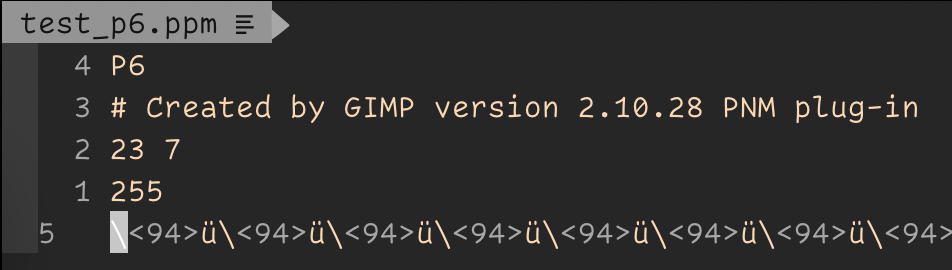 test_p6.ppm
4 P6
3 # Created by GIMP version 2.10.28 PNM plug-in
2 23 7
1 255
5 \<94>ü\<94>ü\<94>ü\<94>ü\<94>ü\<94>ü\<94>ü\<94>